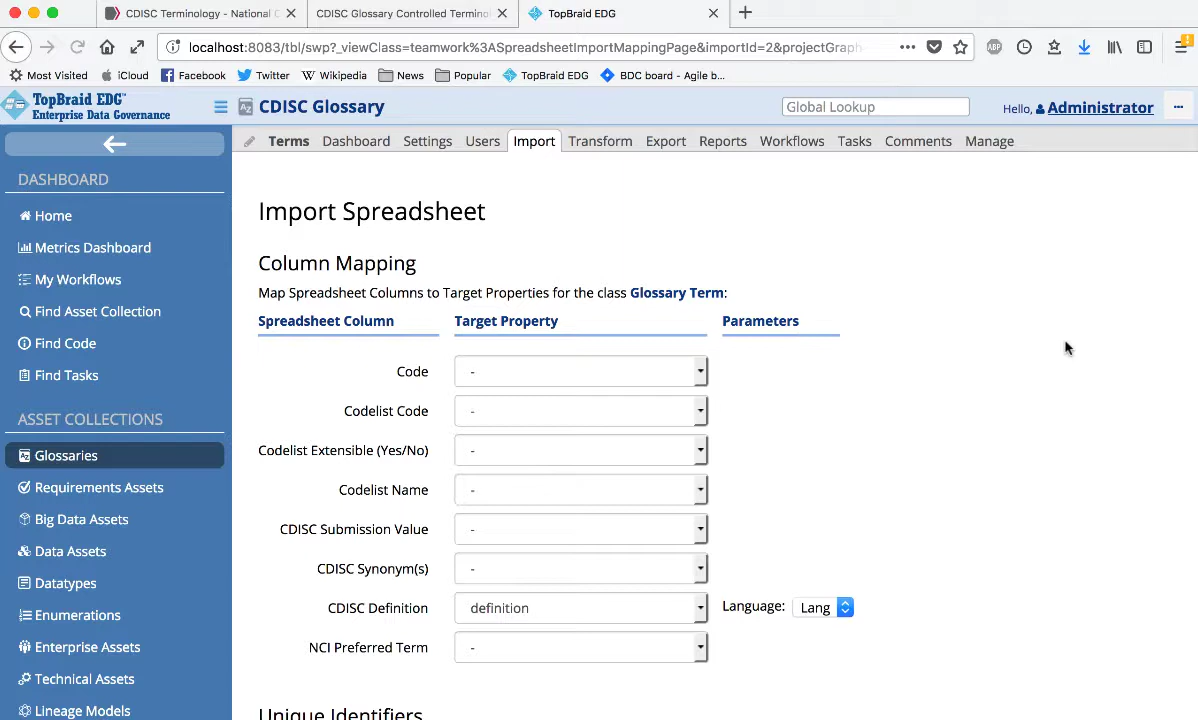 CDISC Terminology - National C
CDISC Glossary Controlled Terminol
TopBraid EDG
localhost:8083/tbl/swp?_viewClass=teamwork%3ASpreadsheetImportMappingPage&importId=2&projectGraph
ABP
Most Visited
iCloud
Facebook
Twitter
Wikipedia
News
Popular
TopBraid EDG
BDC board - Agile b...
TopBraid EDG™
Enterprise Data Governance
CDISC Glossary
Global Lookup
Hello, Administrator
Terms Dashboard Settings Users Import Transform Export Reports Workflows Tasks Comments Manage
DASHBOARD
Home
Metrics Dashboard
My Workflows
Find Asset Collection
Find Code
Find Tasks
ASSET COLLECTIONS
Glossaries
Requirements Assets
Big Data Assets
Data Assets
Datatypes
Enumerations
Enterprise Assets
Technical Assets
Lineage Models
Import Spreadsheet
Column Mapping
Map Spreadsheet Columns to Target Properties for the class Glossary Term:
Spreadsheet Column Target Property Parameters
Code -
Codelist Code -
Codelist Extensible (Yes/No) -
Codelist Name -
CDISC Submission Value -
CDISC Synonym(s) -
CDISC Definition definition Language: Lang
NCI Preferred Term -
Unique Identifiers